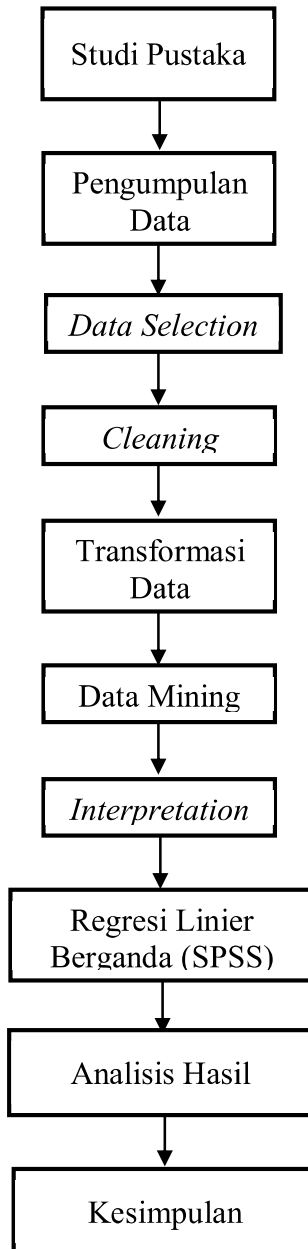 Studi Pustaka
Pengumpulan
Data
Data Selection
Cleaning
Transformasi
Data
Data Mining
Interpretation
Regresi Linier
Berganda (SPSS)
Analisis Hasil
Kesimpulan